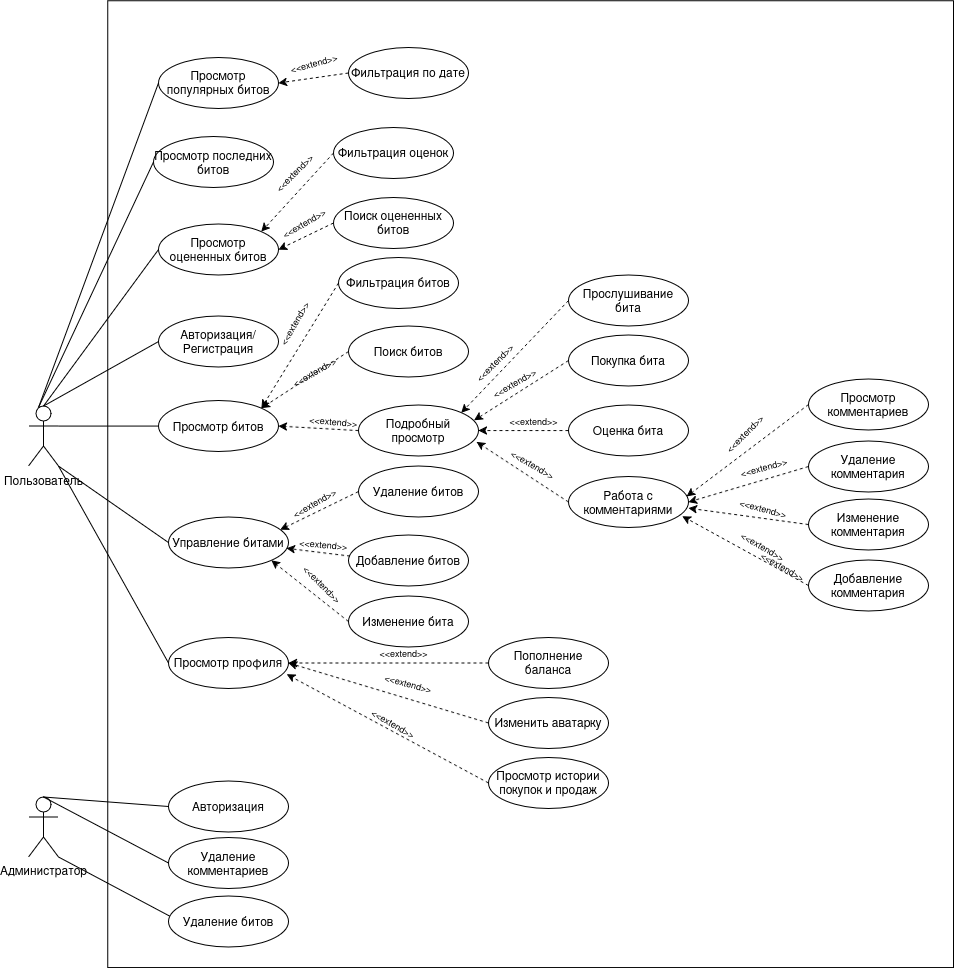 Просмотр
популярных битов
<<extend>>
Фильтрация по дате
Просмотр последних
битов
Просмотр
оцененных битов
<<extend>>
Фильтрация оценок
<<extend>>
Поиск оцененных
битов
Авторизация/
Регистрация
Просмотр битов
<<extend>>
Фильтрация битов
<<extend>>
Поиск битов
<<extend>>
Подробный
просмотр
<<extend>>
Прослушивание
бита
<<extend>>
Покупка бита
<<extend>>
Оценка бита
<<extend>>
Работа с
комментариями
<<extend>>
Просмотр
комментариев
<<extend>>
Удаление
комментария
<<extend>>
Изменение
комментария
<<extend>>
<<extend>>
Добавление
комментария
Пользователь
Управление битами
<<extend>>
Удаление битов
<<extend>>
Добавление битов
<<extend>>
Изменение бита
Просмотр профиля
<<extend>>
Пополнение
баланса
<<extend>>
Изменить аватарку
<<extend>>
Просмотр истории
покупок и продаж
Администратор
Авторизация
Удаление
комментариев
Удаление битов